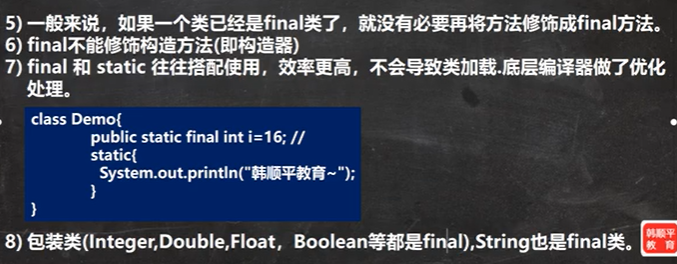 5) 一般来说，如果一个类已经是final类了，就没有必要再将方法修饰成final方法。
6) final不能修饰构造方法(即构造器)
7) final 和 static 往往搭配使用，效率更高，不会导致类加载.底层编译器做了优化
处理。
class Demo{
public static final int i=16; //
static{
System.out.println("韩顺平教育~");
}
}
8) 包装类(Integer,Double,Float，Boolean等都是final),String也是final类。
韩顺平
教 育